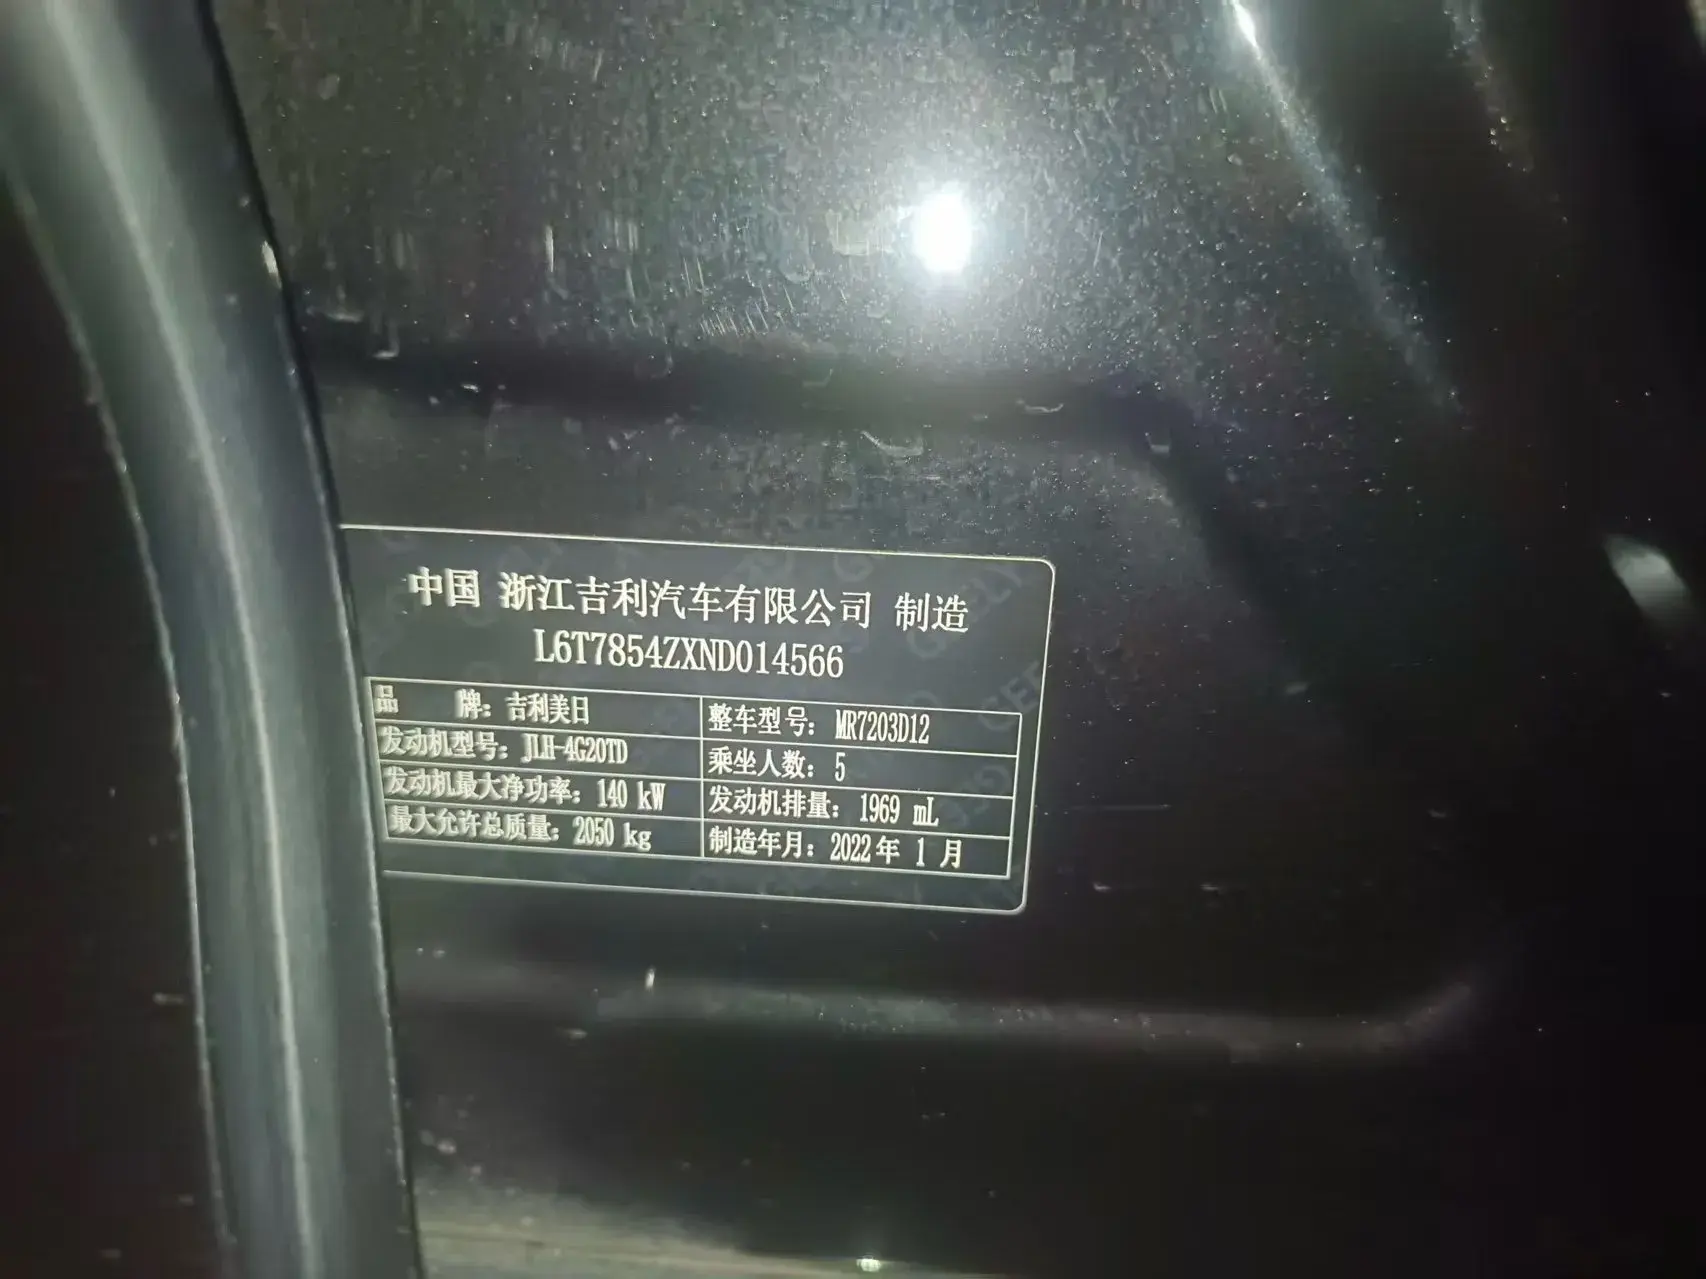 中国 浙江吉利汽车有限公司 制造
L6T7854ZXND014566
品 牌：吉利美日 整车型号：MR7203D12
发动机型号：JLH-4G20TD 乘坐人数：5
发动机最大净功率：140 kW 发动机排量：1969 mL
最大允许总质量：2050 kg 制造年月：2022年 1 月